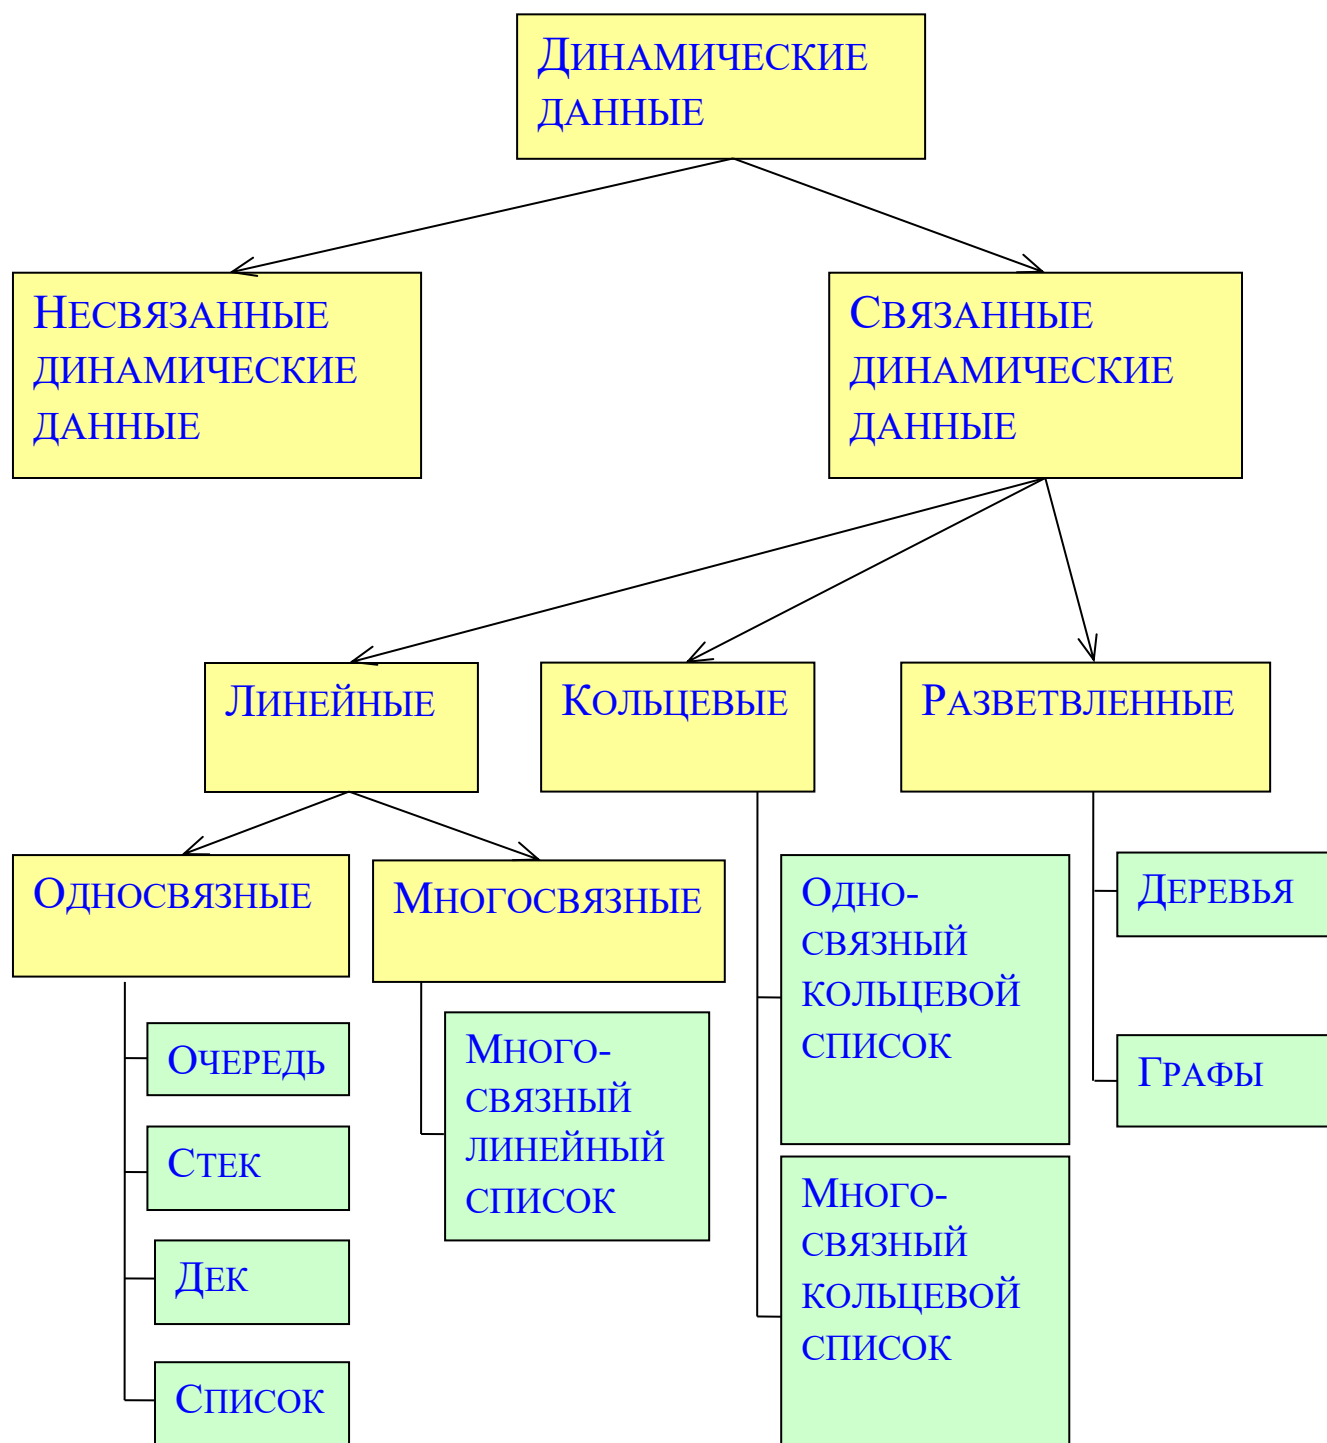 Динамические
данные
Несвязанные
динамические
данные
Связанные
динамические
данные
Линейные
Кольцевые
Разветвленные
Односвязные
Многосвязные
Очередь
Стек
Дек
Список
Много-
связный
линейный
список
Одно-
связный
кольцевой
список
Много-
связный
кольцевой
список
Деревья
Графы